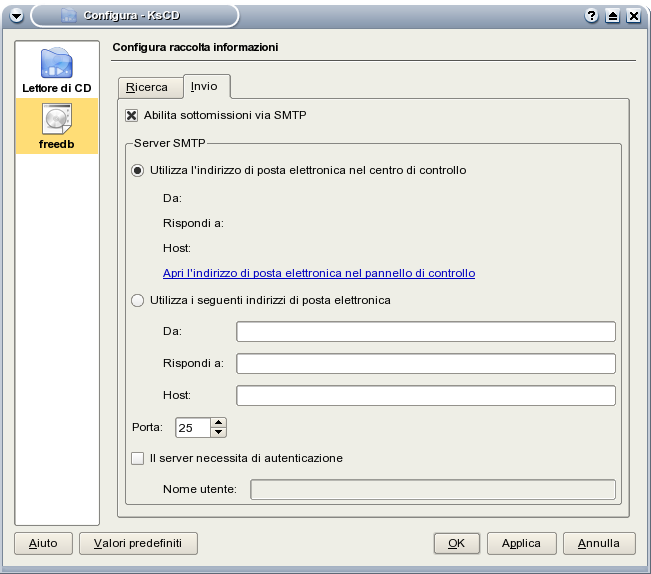 Configura - KsCD
?
Lettore di CD
freedb
Configura raccolta informazioni
Ricerca
Invio
Abilita sottomissioni via SMTP
Server SMTP
Utilizza l'indirizzo di posta elettronica nel centro di controllo
Da:
Rispondi a:
Host:
Apri l'indirizzo di posta elettronica nel pannello di controllo
Utilizza i seguenti indirizzi di posta elettronica
Da:
Rispondi a:
Host:
Porta: 25
Il server necessita di autenticazione
Nome utente:
Aiuto Valori predefiniti OK Applica Annulla